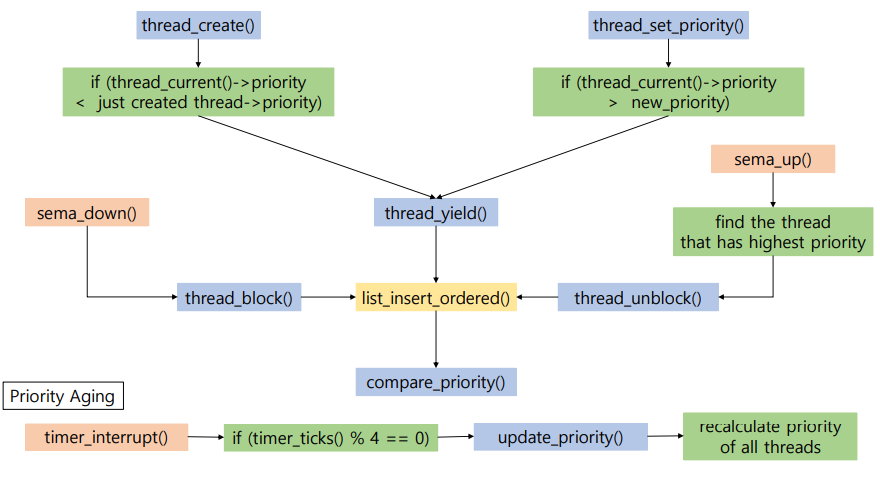 thread_create()
thread_set_priority()
if (thread_current()->priority
< just created thread->priority)
if (thread_current()->priority
> new_priority)
sema_up()
sema_down()
thread_yield()
find the thread
that has highest priority
thread_block()
list_insert_ordered()
thread_unblock()
compare_priority()
Priority Aging
timer_interrupt()
if (timer_ticks() % 4 == 0)
update_priority()
recalculate priority
of all threads